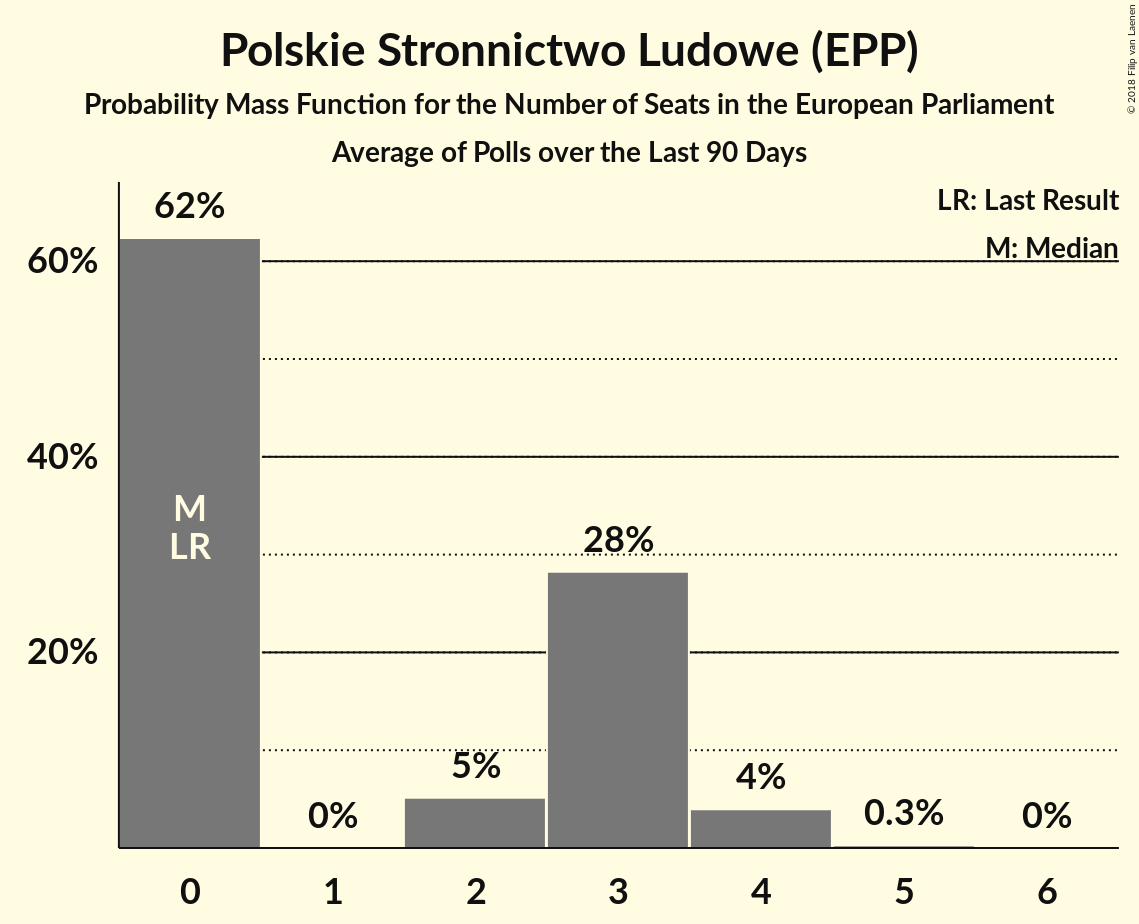 Polskie Stronnictwo Ludowe (EPP)
Probability Mass Function for the Number of Seats in the European Parliament
Average of Polls over the Last 90 Days
© 2018 Filip van Laenen
LR: Last Result
M: Median
62%
60%
40%
M
LR
28%
20%
0%
5%
4%
0.3%
0%
0 1 2 3 4 5 6